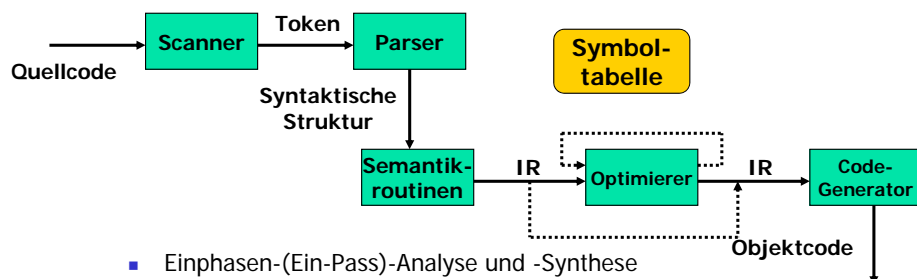 Token
Scanner
Parser
Quellcode
Symbol-
tabelle
Syntaktische
Struktur
Semantik-
routinen
IR
Optimierer
IR
Code-
Generator
Objektcode
Einphasen-(Ein-Pass)-Analyse und -Synthese